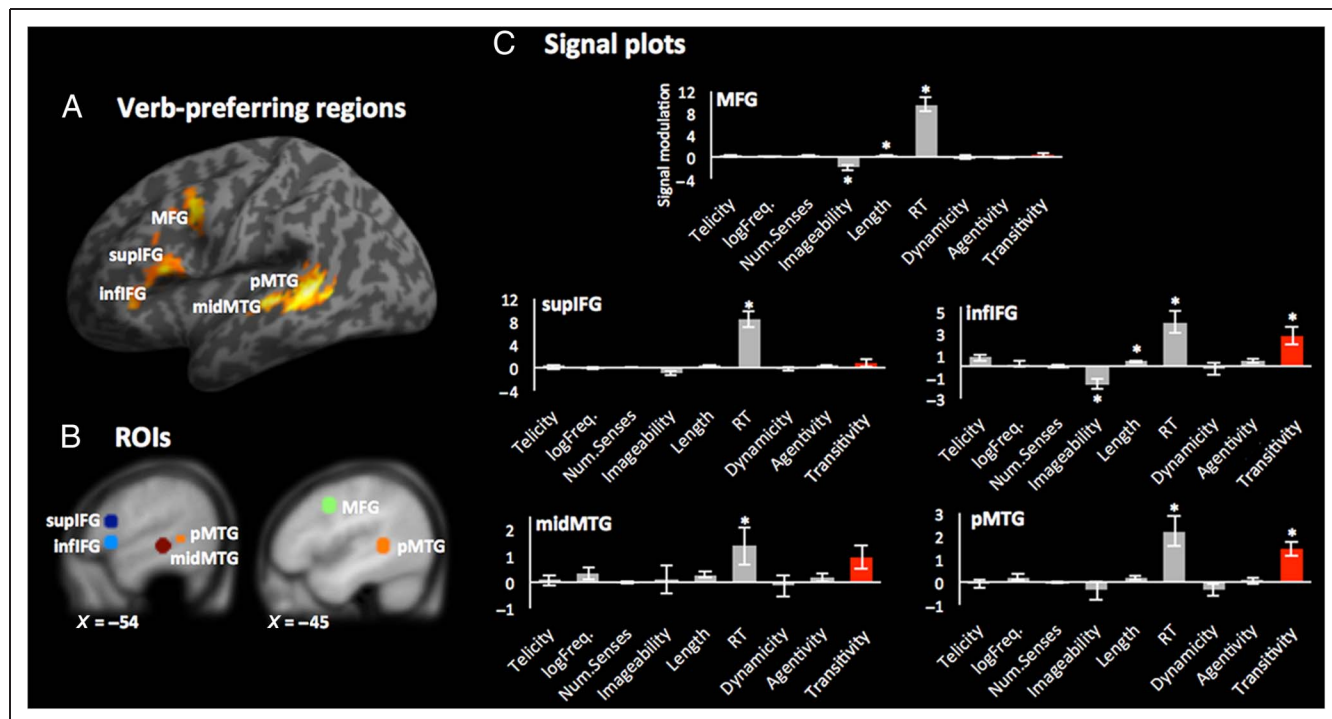 A Verb-preferring regions
MFG
supIFG
infIFG
pMTG
midMTG
B ROIs
supIFG
infIFG
pMTG
midMTG
MFG
pMTG
x = –54
x = –45
C Signal plots
Signal modulation
12
8
4
0
–4
MFG
*
*
*
Telicity
logFreq.
Num.Senses
Imageability
Length
RT
Dynamicity
Agentivity
Transitivity
12
8
4
0
–4
supIFG
*
Telicity
logFreq.
Num.Senses
Imageability
Length
RT
Dynamicity
Agentivity
Transitivity
5
3
1
–1
–3
infIFG
*
*
*
*
Telicity
logFreq.
Num.Senses
Imageability
Length
RT
Dynamicity
Agentivity
Transitivity
2
1
0
–1
midMTG
*
Telicity
logFreq.
Num.Senses
Imageability
Length
RT
Dynamicity
Agentivity
Transitivity
3
2
1
0
–1
pMTG
*
*
Telicity
logFreq.
Num.Senses
Imageability
Length
RT
Dynamicity
Agentivity
Transitivity